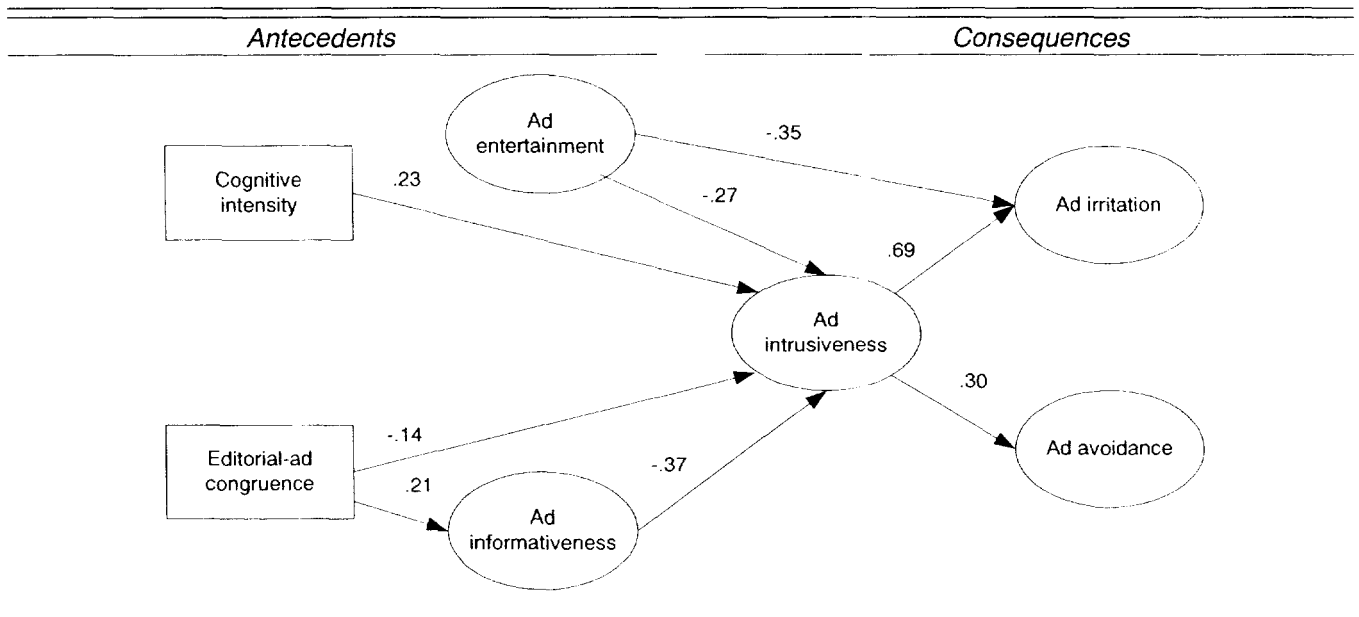 Antecedents
Consequences
Ad
entertainment
-.35
Cognitive
intensity
.23
-.27
Ad irritation
.69
Ad
intrusiveness
.30
-.14
Editorial-ad
congruence
.21
-.37
Ad avoidance
Ad
informativeness